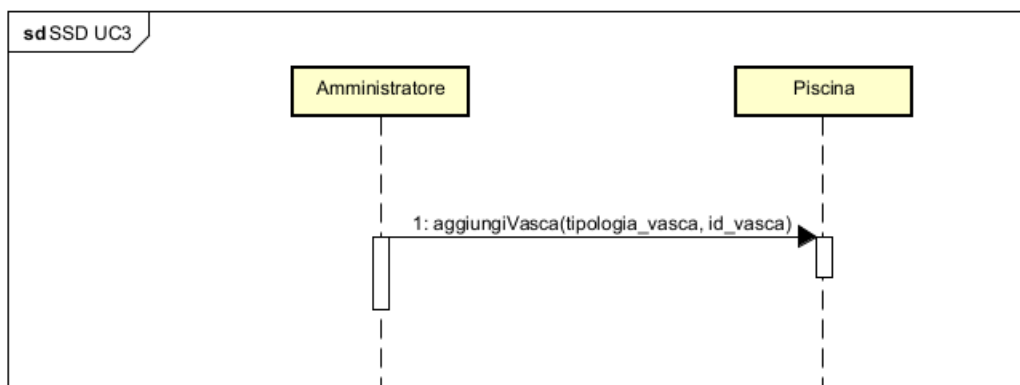 sd SSD UC3
Amministratore
Piscina
1: aggiungiVasca(tipologia_vasca, id_vasca)